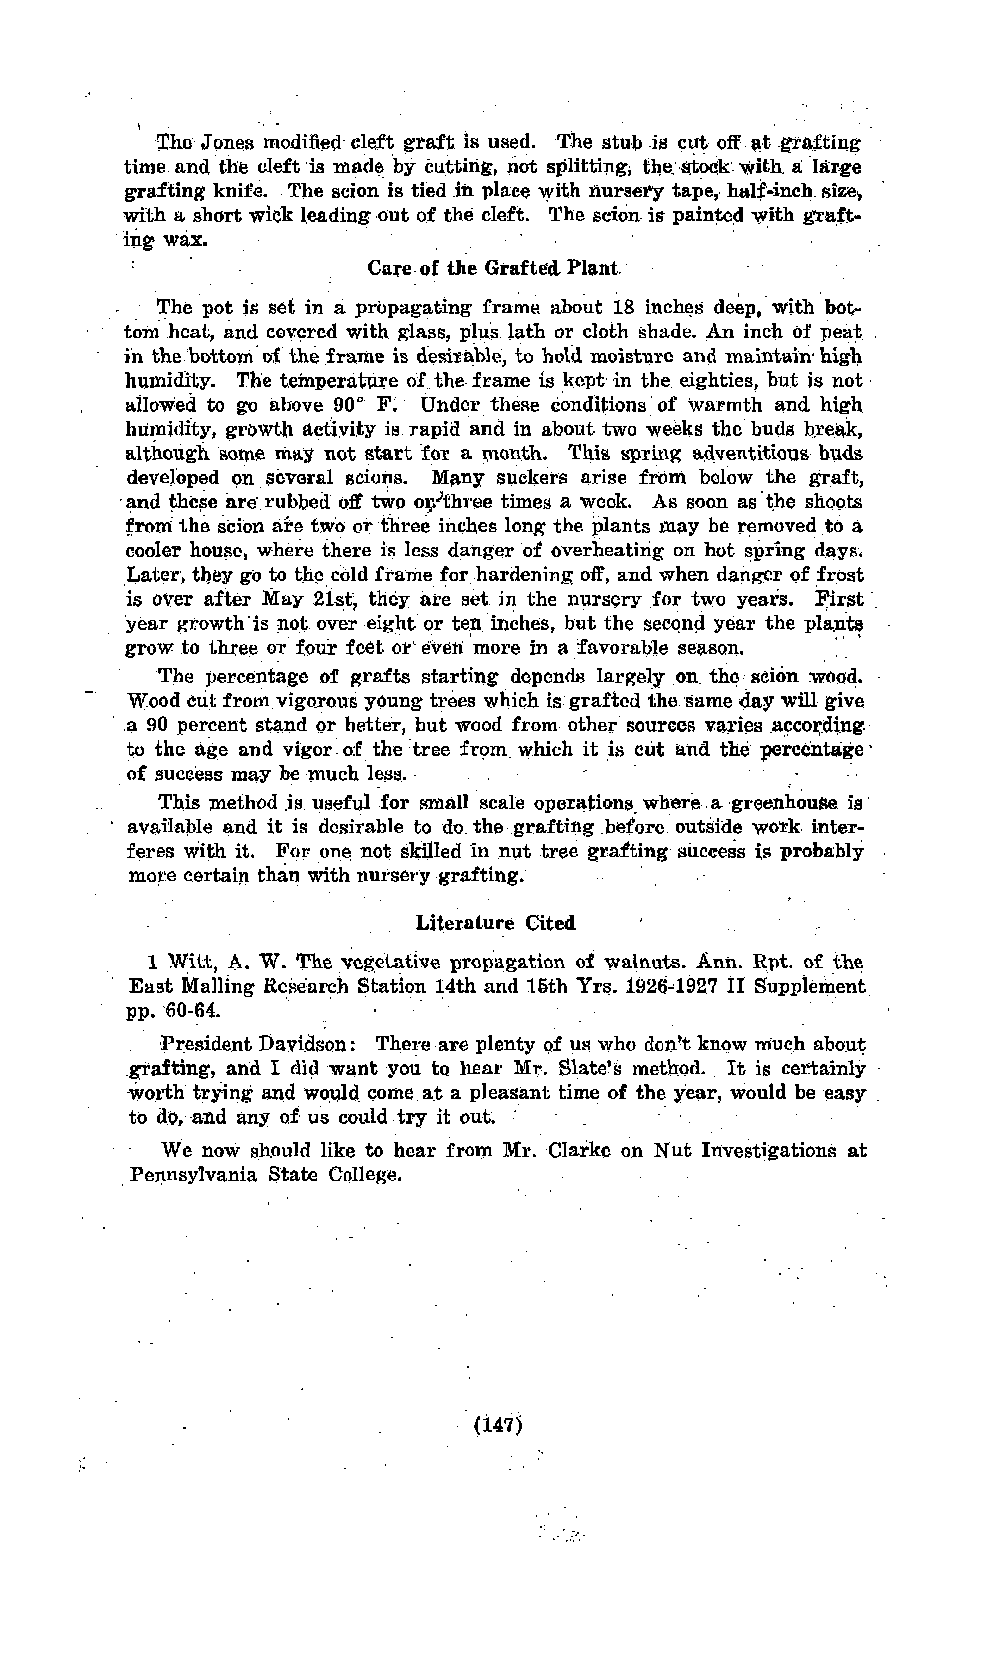 The Jones modified cleft graft is used. The stub is cut off at grafting
time and the cleft is made by cutting, not splitting, the stock with a large
grafting knife. The scion is tied in place with nursery tape, half-inch size,
with a short wick leading out of the cleft. The scion is painted with graft-
ing wax.
Care of the Grafted Plant
The pot is set in a propagating frame about 18 inches deep, with bot-
tom heat, and covered with glass, plus lath or cloth shade. An inch of peat
in the bottom of the frame is desirable, to hold moisture and maintain high
humidity. The temperature of the frame is kept in the eighties, but is not
allowed to go above 90° F. Under these conditions of warmth and high
humidity, growth activity is rapid and in about two weeks the buds break,
although some may not start for a month. This spring adventitious buds
developed on several scions. Many suckers arise from below the graft,
and these are rubbed off two or three times a week. As soon as the shoots
from the scion are two or three inches long the plants may be removed to a
cooler house, where there is less danger of overheating on hot spring days.
Later, they go to the cold frame for hardening off, and when danger of frost
is over after May 21st, they are set in the nursery for two years. First
year growth is not over eight or ten inches, but the second year the plants
grow to three or four feet or even more in a favorable season.
The percentage of grafts starting depends largely on the scion wood.
Wood cut from vigorous young trees which is grafted the same day will give
a 90 percent stand or better, but wood from other sources varies according
to the age and vigor of the tree from which it is cut and the percentage
of success may be much less.
This method is useful for small scale operations where a greenhouse is
available and it is desirable to do the grafting before outside work inter-
feres with it. For one not skilled in nut tree grafting success is probably
more certain than with nursery grafting.
Literature Cited
1 Witt, A. W. The vegetative propagation of walnuts. Ann. Rpt. of the
East Malling Research Station 14th and 15th Yrs. 1926-1927 II Supplement
pp. 60-64.
President Davidson: There are plenty of us who don't know much about
grafting, and I did want you to hear Mr. Slate's method. It is certainly
worth trying and would come at a pleasant time of the year, would be easy
to do, and any of us could try it out.
We now should like to hear from Mr. Clarke on Nut Investigations at
Pennsylvania State College.
(147)